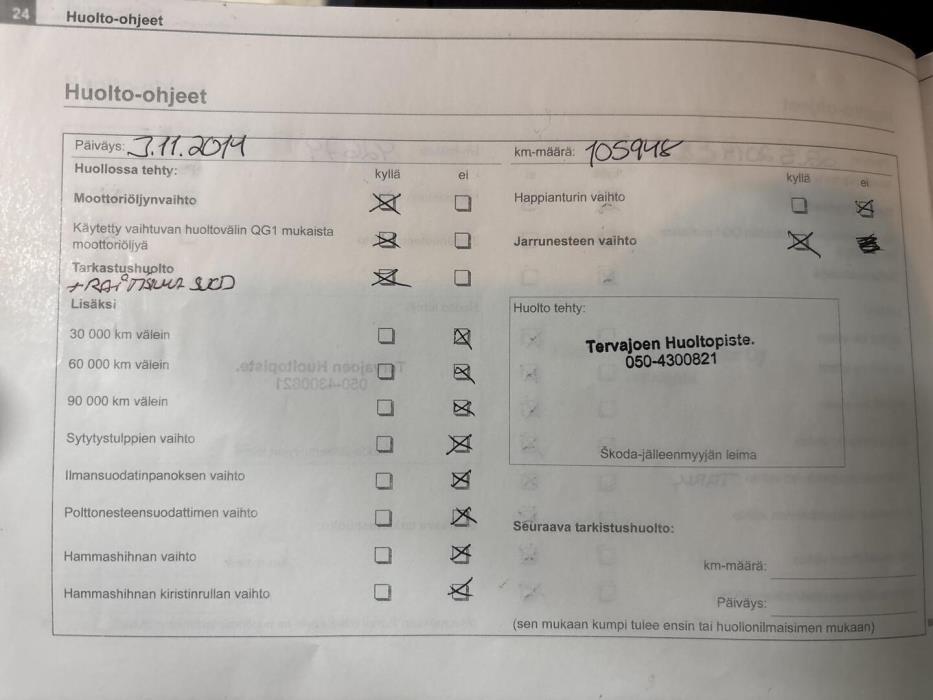 24 Huolto-ohjeet
Huolto-ohjeet
Päiväys: 3.11.2014
km-määrä: 105948
Huollossa tehty:
kyllä ei
Moottoriöljynvaihto
Käytetty vaihtuvan huoltovälin QG1 mukaista
moottoriöljyä
Tarkastushuolto
Lisäksi
30 000 km välein
60 000 km välein
90 000 km välein
Sytytystulppien vaihto
Ilmansuodatinpanoksen vaihto
Polttonesteensuodattimen vaihto
Hammashihnan vaihto
Hammashihnan kiristinrullan vaihto
kyllä ei
Happianturin vaihto
Jarrunesteen vaihto
Huolto tehty:
Tervajoen Huoltopiste.
050-4300821
Škoda-jälleenmyyjän leima
Seuraava tarkistushuolto:
km-määrä:
Päiväys:
(sen mukaan kumpi tulee ensin tai huollonilmaisimen mukaan)